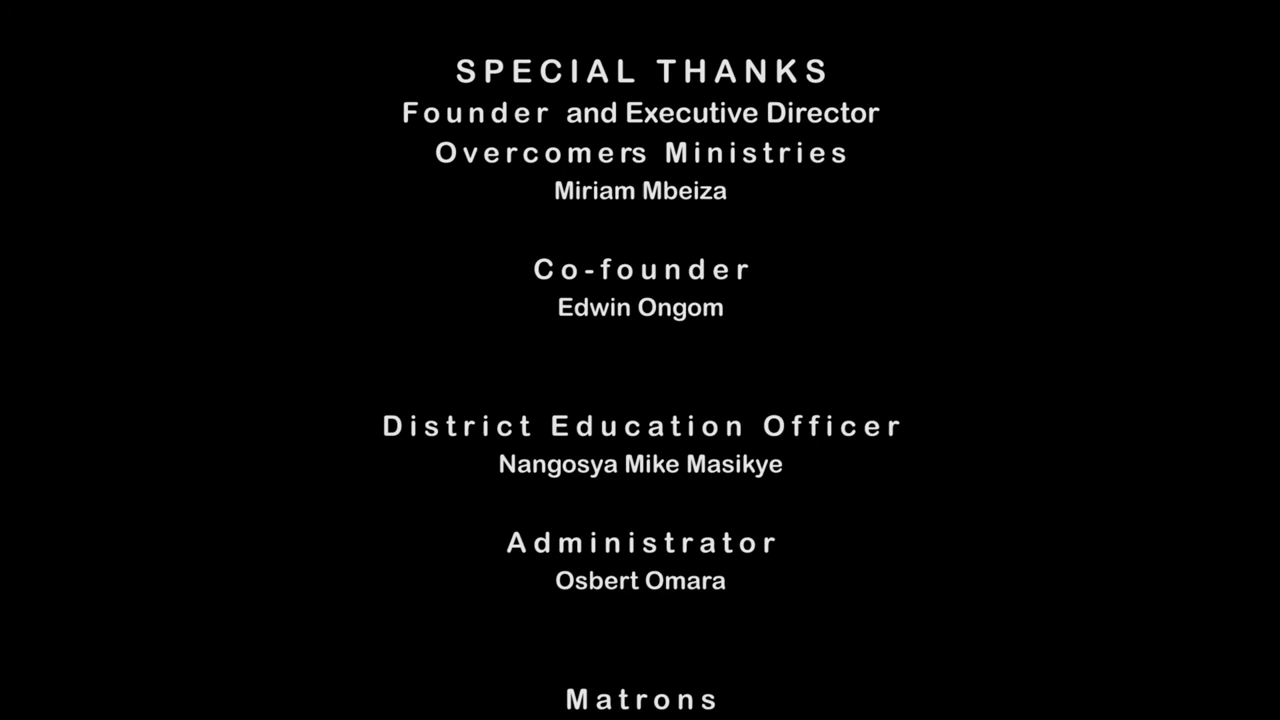 SPECIAL THANKS
Founder and Executive Director
Overcomers Ministries
Miriam Mbeiza
Co-founder
Edwin Ongom
District Education Officer
Nangosya Mike Masikye
Administrator
Osbert Omara
Matrons